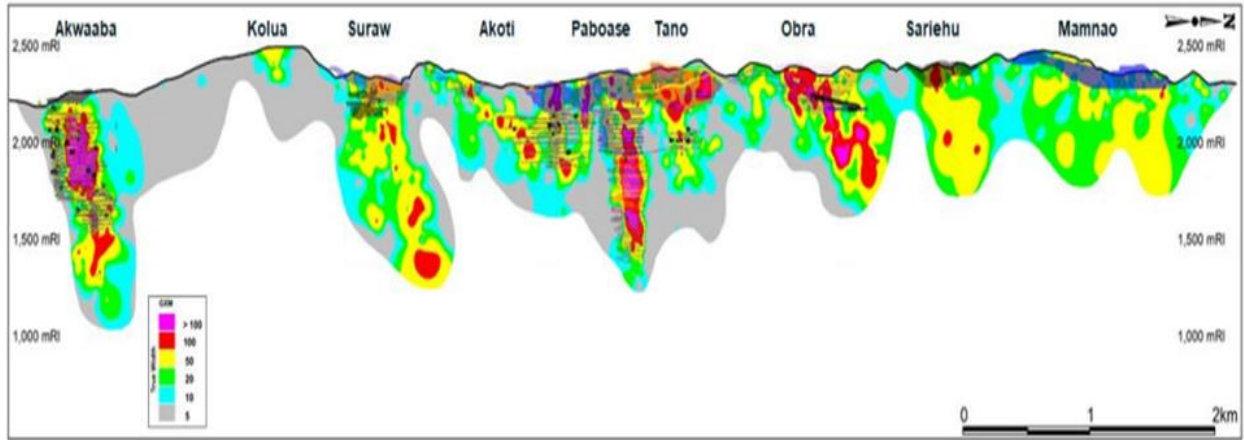 Akwaaba Kolua Suraw Akoti Paboase Tano Obra Sariehu Mamnao
N
2,500 mRl 2,500 mRl
2,000 mRl 2,000 mRl
1,500 mRl 1,500 mRl
1,000 mRl 1,000 mRl
GXM
True Width
> 100
100
50
20
10
5
0 1 2km